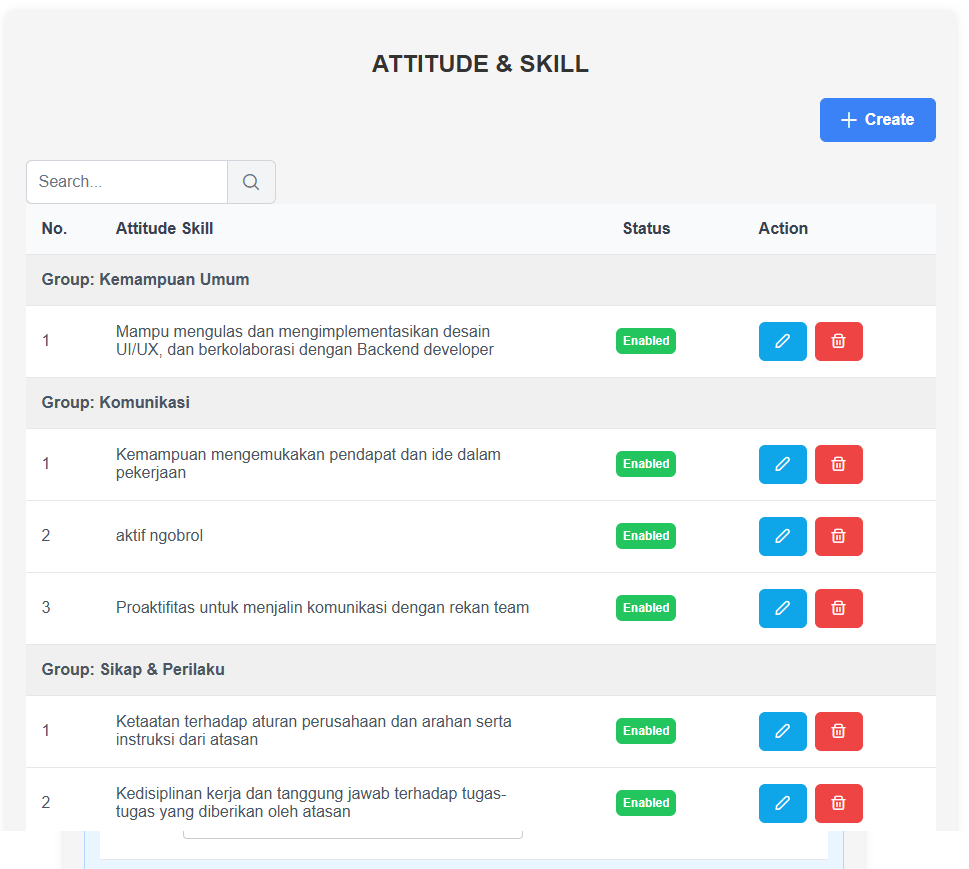 ATTITUDE & SKILL
Create
Search...
No. Attitude Skill Status Action
Group: Kemampuan Umum
1 Mampu mengulas dan mengimplementasikan desain
UI/UX, dan berkolaborasi dengan Backend developer Enabled
Group: Komunikasi
1 Kemampuan mengemukakan pendapat dan ide dalam
pekerjaan Enabled
2 aktif ngobrol Enabled
3 Proaktifitas untuk menjalin komunikasi dengan rekan team Enabled
Group: Sikap & Perilaku
1 Ketaatan terhadap aturan perusahaan dan arahan serta
instruksi dari atasan Enabled
2 Kedisiplinan kerja dan tanggung jawab terhadap tugas-
tugas yang diberikan oleh atasan Enabled